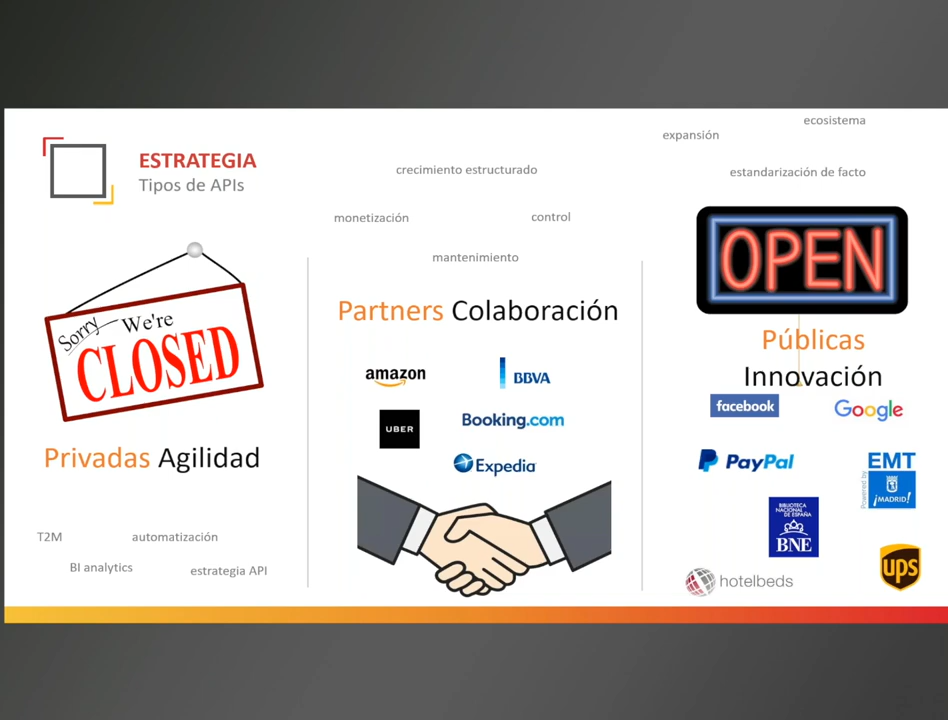 ESTRATEGIA
Tipos de APIs
Sorry We're
CLOSED
Privadas Agilidad
T2M
automatización
BI analytics
estrategia API
crecimiento estructurado
monetización
control
mantenimiento
Partners Colaboración
amazon
BBVA
UBER
Booking.com
Expedia
ecosistema
expansión
estandarización de facto
OPEN
Públicas
Innovación
facebook
Google
PayPal
EMT
Powered by
¡MADRID!
BIBLIOTECA
NACIONAL
DE ESPAÑA
BNE
hotelbeds
ups